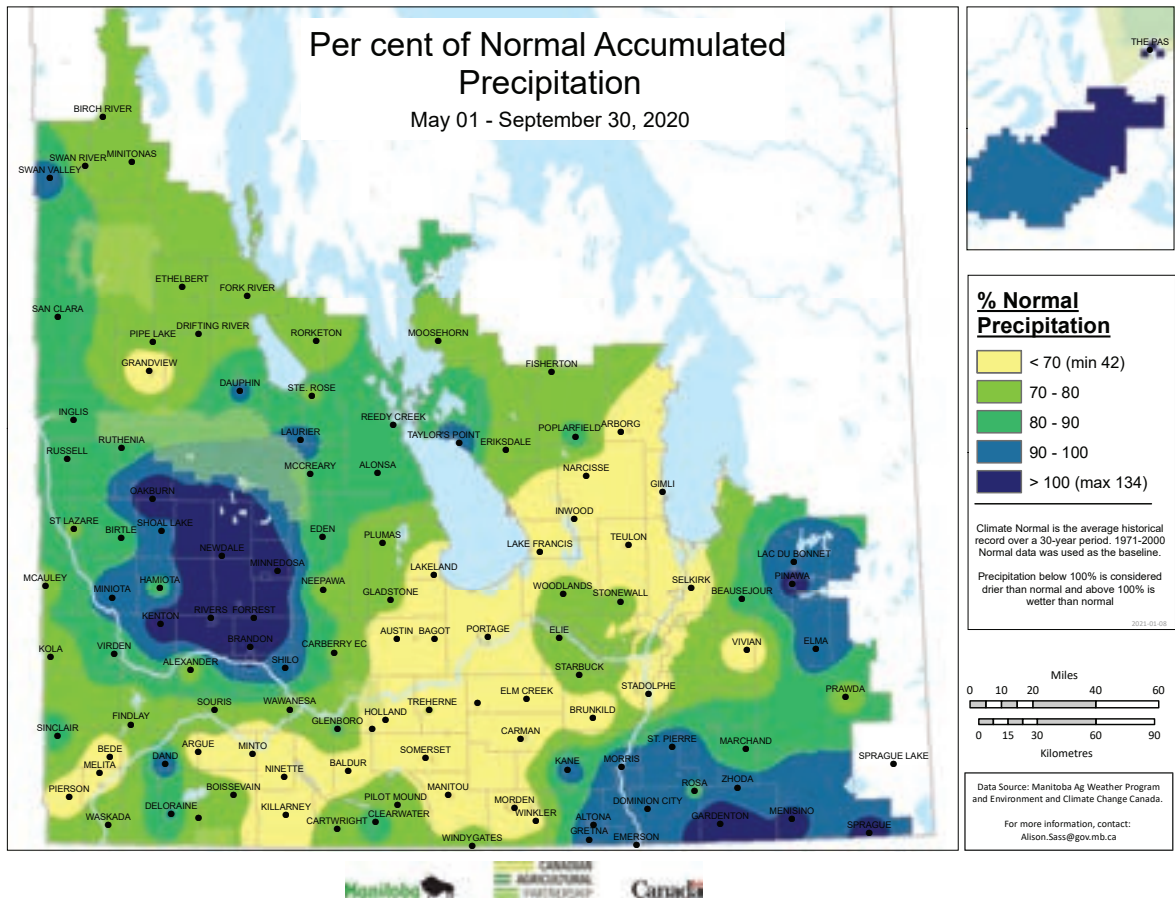 Per cent of Normal Accumulated
Precipitation
May 01 - September 30, 2020
THE PAS
BIRCH RIVER
SWAN RIVER
MINITONAS
SWAN VALLEY
ETHELBERT
FORK RIVER
SAN CLARA
DRIFTING RIVER
PIPE LAKE
RORKETON
MOOSEHORN
GRANDVIEW
FISHERTON
DAUPHIN
STE. ROSE
INGLIS
REEDY CREEK
RUTHENIA
LAURIER
TAYLOR'S POINT
POPLARFIELD
ARBORG
ERIKSDALE
RUSSELL
MCCREARY
ALONSA
NARCISSE
OAKBURN
GIMLI
ST LAZARE
BIRTLE
SHOAL LAKE
EDEN
PLUMAS
INWOOD
TEULON
NEWDALE
LAKE FRANCIS
LAC DU BONNET
MINNEDOSA
LAKELAND
PINAWA
MCAULEY
HAMIOTA
NEEPAWA
WOODLANDS
SELKIRK
MINIOTA
GLADSTONE
STONEWALL
BEAUSEJOUR
KENTON
RIVERS
FORREST
AUSTIN
BAGOT
PORTAGE
ELIE
VIVIAN
ELMA
KOLA
VIRDEN
BRANDON
CARBERRY EC
ALEXANDER
SHILO
STARBUCK
STADOLPHE
PRAWDA
SOURIS
WAWANESA
TREHERNE
ELM CREEK
FINDLAY
HOLLAND
BRUNKILD
SINCLAIR
GLENBORO
CARMAN
ST. PIERRE
MARCHAND
BEDE
ARGUE
MINTO
SOMERSET
SPRAGUE LAKE
MELITA
DAND
BALDUR
KANE
MORRIS
NINETTE
ROSA
ZHODA
PIERSON
BOISSEVAIN
MANITOU
DELORAINE
KILLARNEY
PILOT MOUND
MORDEN
DOMINION CITY
WASKADA
CLEARWATER
WINKLER
ALTONA
GARDENTON
MENISINO
CARTWRIGHT
GRETNA
SPRAGUE
WINDYGATES
EMERSON
% Normal
Precipitation
< 70 (min 42)
70 - 80
80 - 90
90 - 100
> 100 (max 134)
Climate Normal is the average historical
record over a 30-year period. 1971-2000
Normal data was used as the baseline.
Precipitation below 100% is considered
drier than normal and above 100% is
wetter than normal
2021-01-08
Miles
0 10 20 40 60
0 15 30 60 90
Kilometres
Data Source: Manitoba Ag Weather Program
and Environment and Climate Change Canada.
For more information, contact:
Alison.Sass@gov.mb.ca
Manitoba
CANADIAN
AGRICULTURAL
PARTNERSHIP
Canada